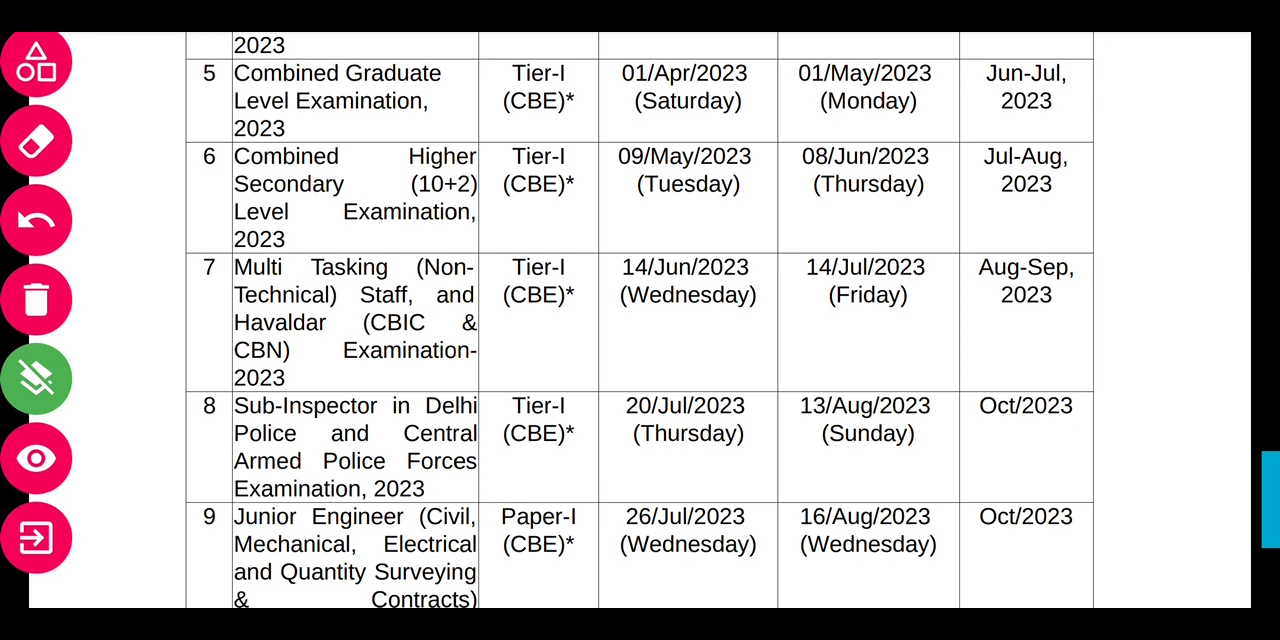 2023
5 Combined Graduate Tier-I 01/Apr/2023 01/May/2023 Jun-Jul,
Level Examination, (CBE)* (Saturday) (Monday) 2023
2023
6 Combined Higher Tier-I 09/May/2023 08/Jun/2023 Jul-Aug,
Secondary (10+2) (CBE)* (Tuesday) (Thursday) 2023
Level Examination,
2023
7 Multi Tasking (Non- Tier-I 14/Jun/2023 14/Jul/2023 Aug-Sep,
Technical) Staff, and (CBE)* (Wednesday) (Friday) 2023
Havaldar (CBIC &
CBN) Examination-
2023
8 Sub-Inspector in Delhi Tier-I 20/Jul/2023 13/Aug/2023 Oct/2023
Police and Central (CBE)* (Thursday) (Sunday)
Armed Police Forces
Examination, 2023
9 Junior Engineer (Civil, Paper-I 26/Jul/2023 16/Aug/2023 Oct/2023
Mechanical, Electrical (CBE)* (Wednesday) (Wednesday)
and Quantity Surveying
& Contracts)